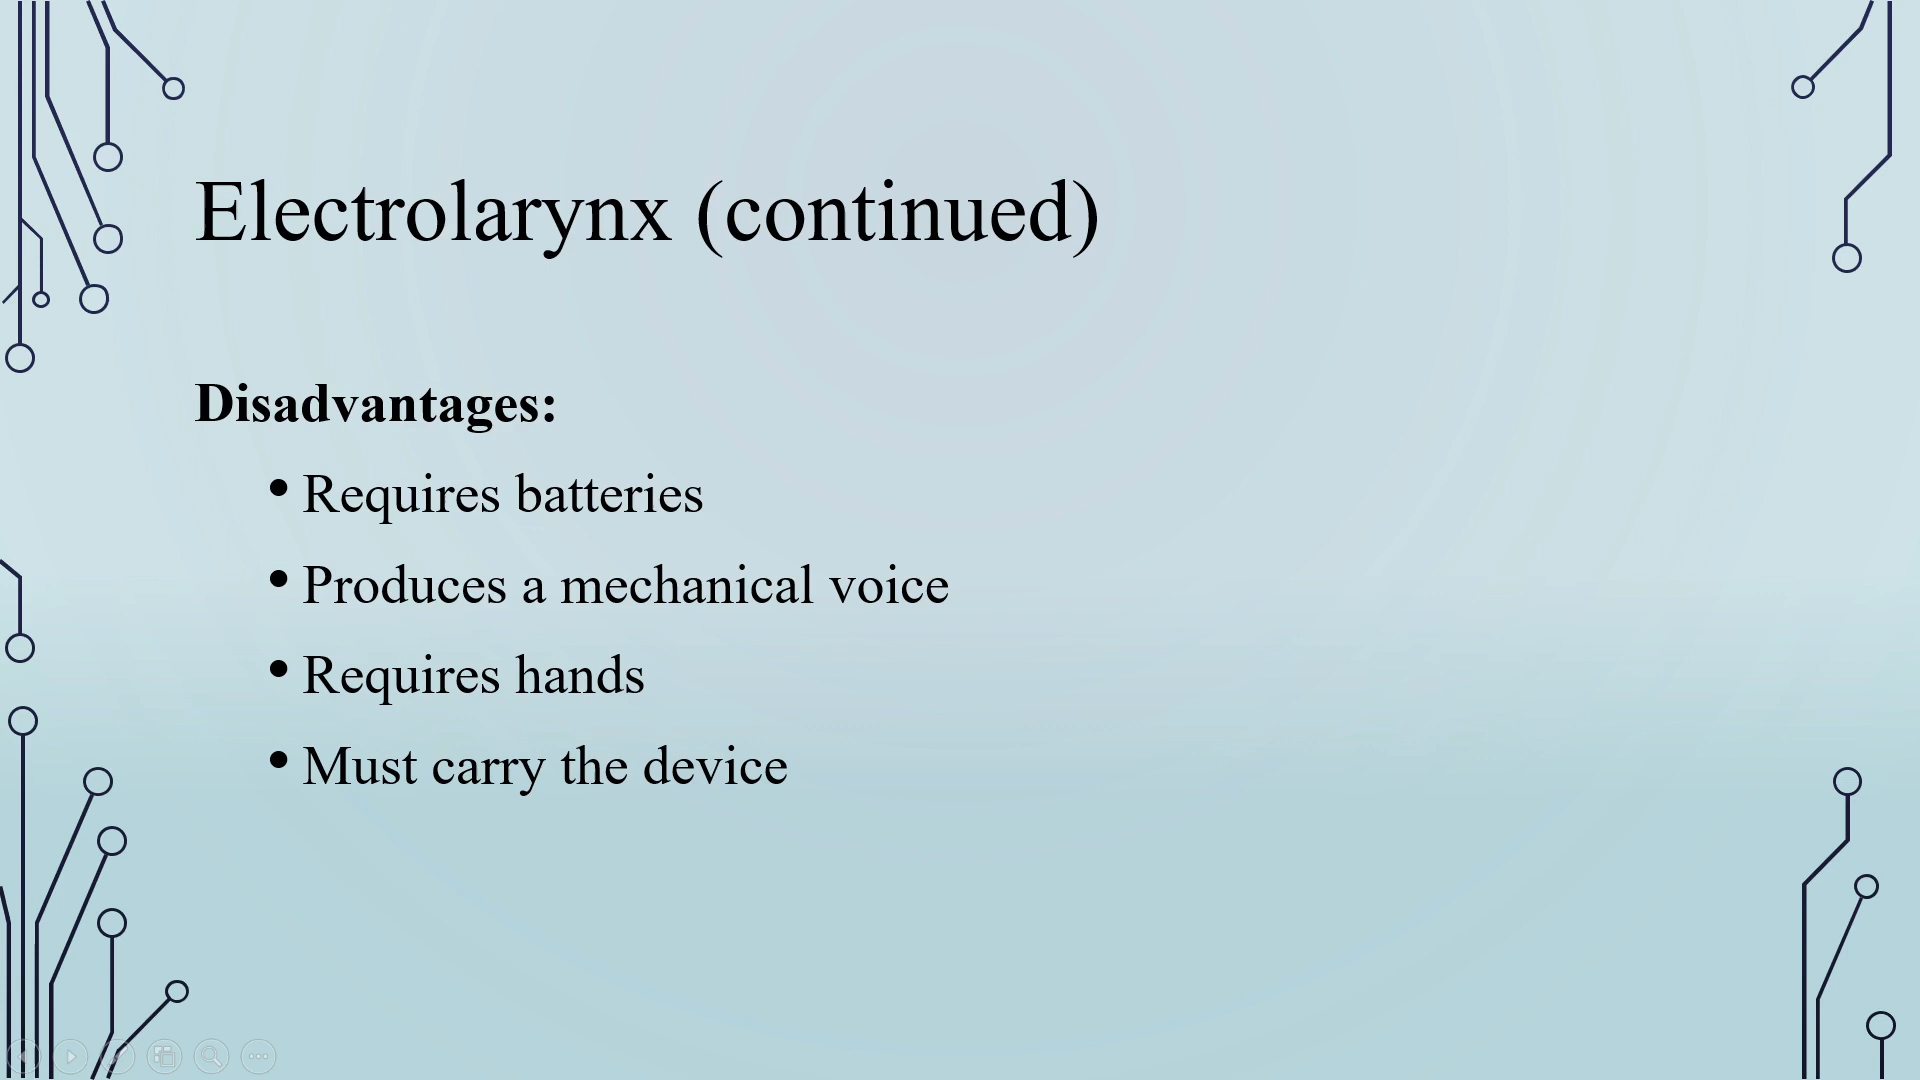 Electrolarynx (continued)
Disadvantages:
• Requires batteries
• Produces a mechanical voice
• Requires hands
• Must carry the device